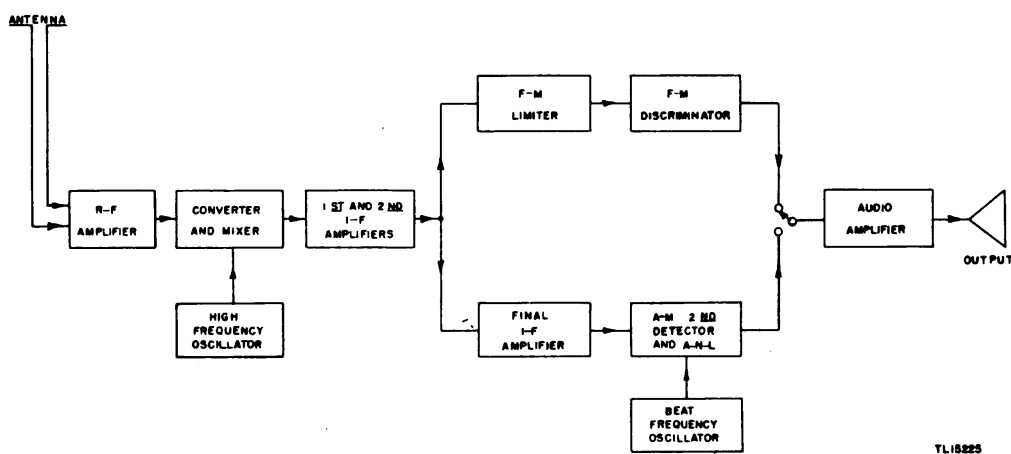 ANTENNA
F-M
LIMITER
F-M
DISCRIMINATOR
R-F
AMPLIFIER
CONVERTER
AND MIXER
1 ST AND 2 ND
I-F
AMPLIFIERS
AUDIO
AMPLIFIER
OUTPUT
HIGH
FREQUENCY
OSCILLATOR
FINAL
I-F
AMPLIFIER
A-M 2 ND
DETECTOR
AND A-N-L
BEAT
FREQUENCY
OSCILLATOR
TL15225